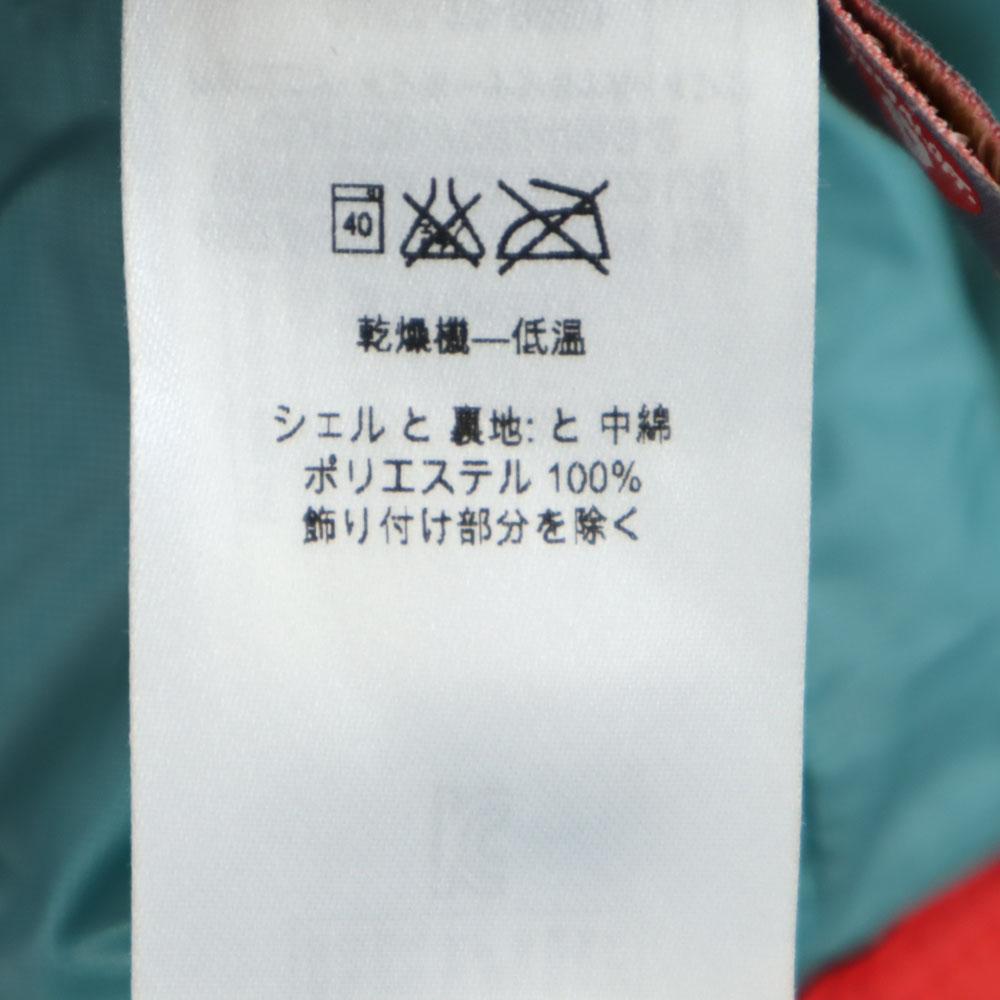 40
乾燥機—低温
シェル と 裏地: と 中綿
ポリエステル 100%
飾り付け部分を除く